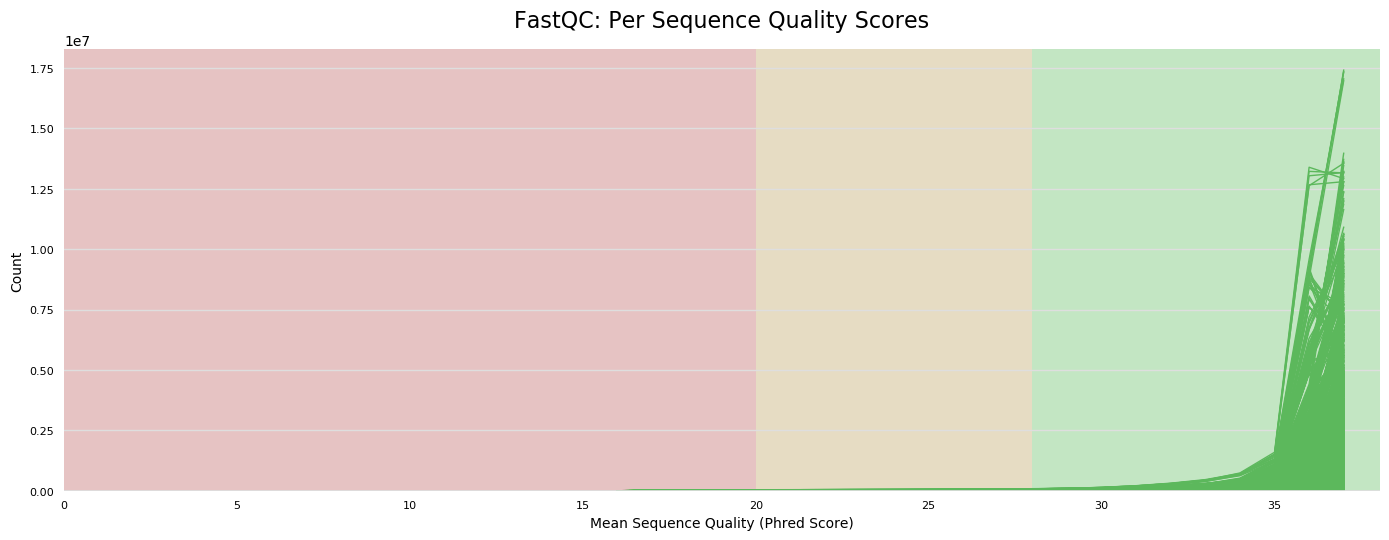 FastQC: Per Sequence Quality Scores
1e7
1.75
1.50
1.25
1.00
0.75
0.50
0.25
0.00
Count
0 5 10 15 20 25 30 35
Mean Sequence Quality (Phred Score)